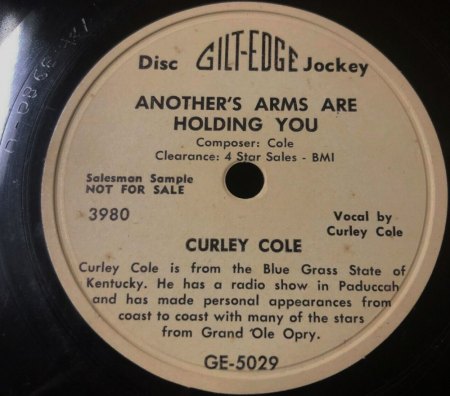 Disc GILT-EDGE Jockey
ANOTHER'S ARMS ARE
HOLDING YOU
Composer: Cole
Clearance: 4 Star Sales - BMI
Salesman Sample
NOT FOR SALE
3980
Vocal by
Curley Cole
CURLEY COLE
Curley Cole is from the Blue Grass State of
Kentucky. He has a radio show in Paduccah
and has made personal appearances from
coast to coast with many of the stars
from Grand 'Ole Opry.
GE-5029